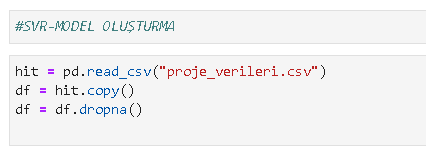 #SVR-MODEL OLUŞTURMA
hit = pd.read_csv("proje_verileri.csv")
df = hit.copy()
df = df.dropna()